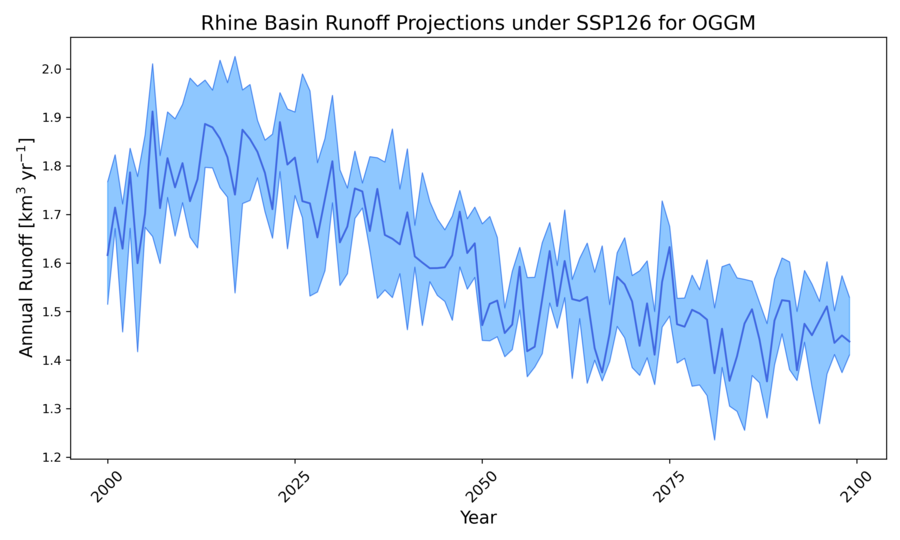 Rhine Basin Runoff Projections under SSP126 for OGGM
Annual Runoff [km³ yr⁻¹]
2.0
1.9
1.8
1.7
1.6
1.5
1.4
1.3
1.2
2000 2025 2050 2075 2100
Year